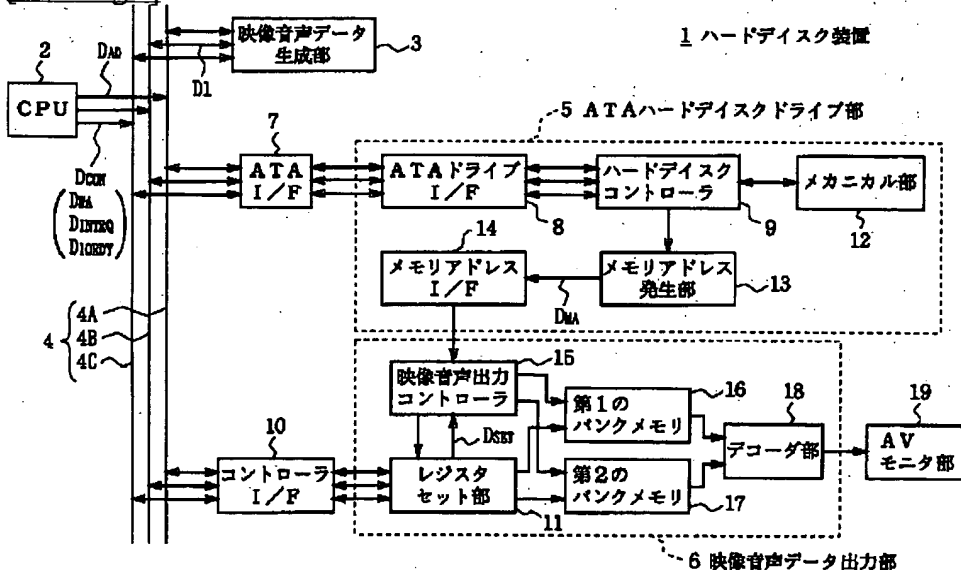 1 ハードディスク装置
映像音声データ
生成部
3
D1
2
CPU
DAD
DCON
DMA
DINTRQ
DIORDY
4
4A
4B
4C
5 ATAハードディスクドライブ部
7
ATA
I/F
ATAドライブ
I/F
8
ハードディスク
コントローラ
9
メカニカル部
12
14
メモリアドレス
I/F
DMA
メモリアドレス
発生部
13
15
映像音声出力
コントローラ
DSET
10
コントローラ
I/F
レジスタ
セット部
11
16
第1の
バンクメモリ
第2の
バンクメモリ
17
18
デコーダ部
19
AV
モニタ部
6 映像音声データ出力部